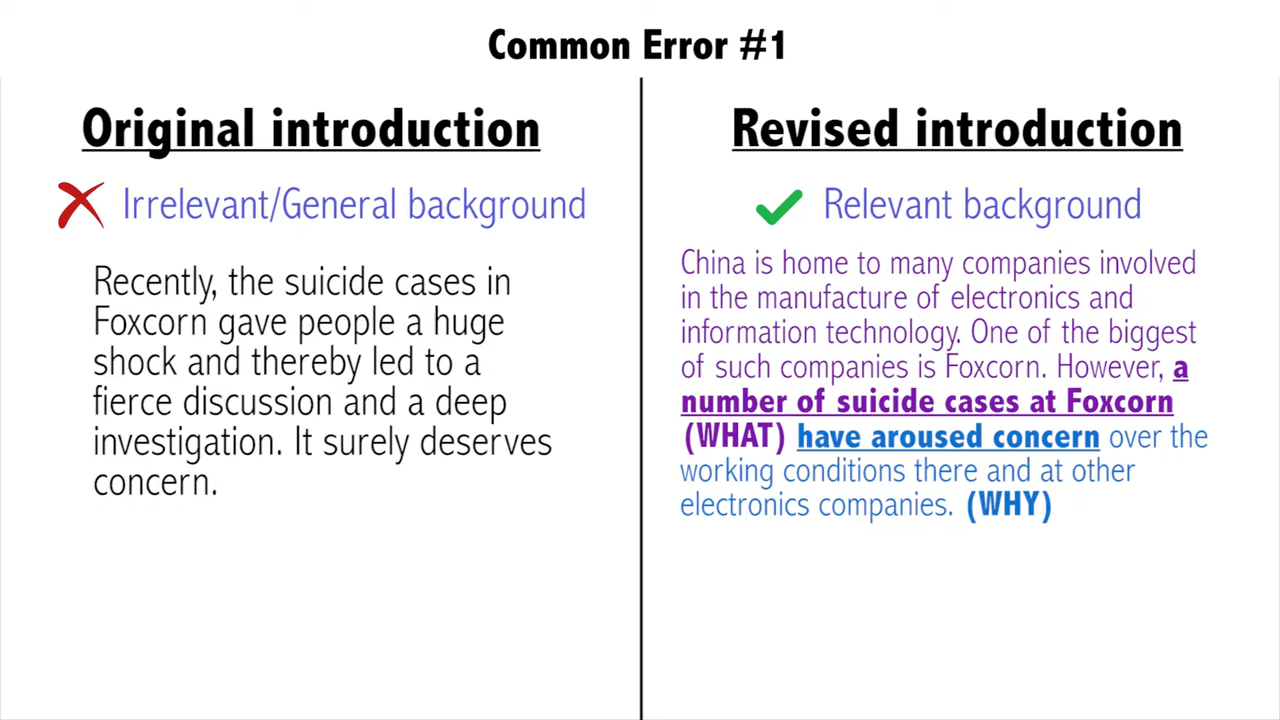 Common Error #1
Original introduction
Irrelevant/General background
Recently, the suicide cases in
Foxcorn gave people a huge
shock and thereby led to a
fierce discussion and a deep
investigation. It surely deserves
concern.
Revised introduction
Relevant background
China is home to many companies involved
in the manufacture of electronics and
information technology. One of the biggest
of such companies is Foxcorn. However, a
number of suicide cases at Foxcorn
(WHAT) have aroused concern over the
working conditions there and at other
electronics companies. (WHY)